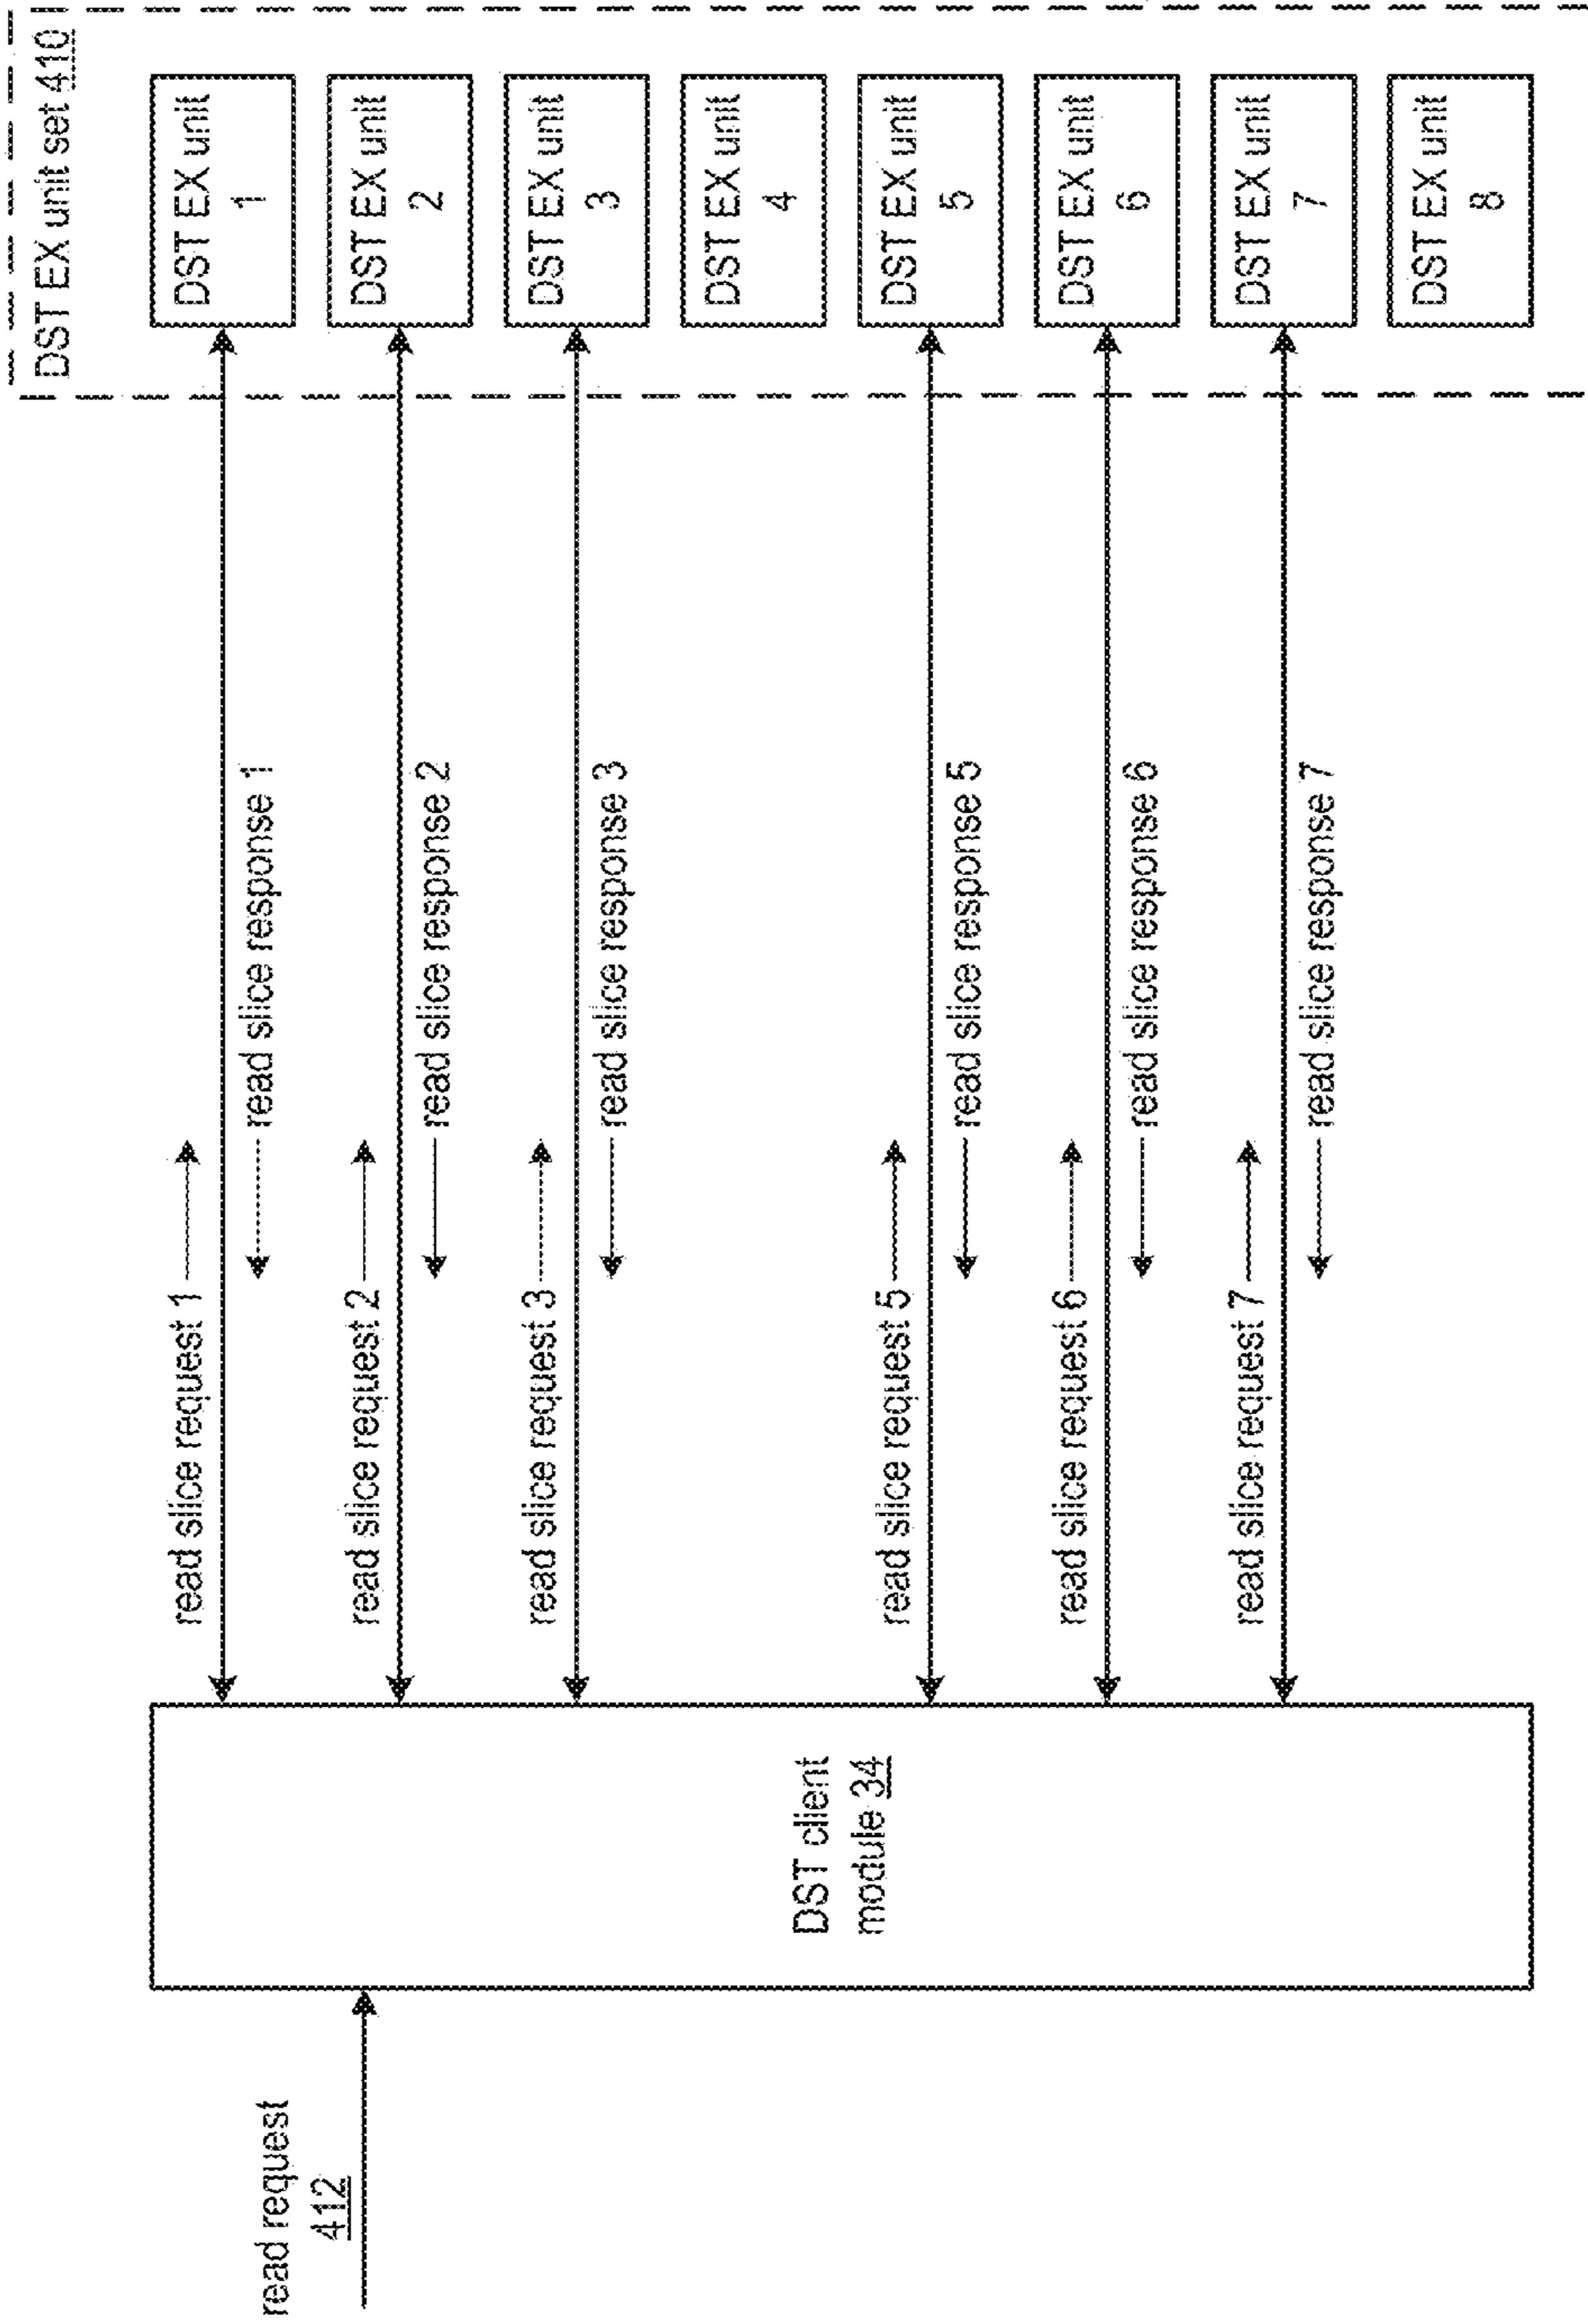 DST EX unit set 410
read request
412
DST client
module 34
read slice request 1
read slice response 1
DST EX unit
1
read slice request 2
read slice response 2
DST EX unit
2
read slice request 3
read slice response 3
DST EX unit
3
DST EX unit
4
read slice request 5
read slice response 5
DST EX unit
5
read slice request 6
read slice response 6
DST EX unit
6
read slice request 7
read slice response 7
DST EX unit
7
DST EX unit
8